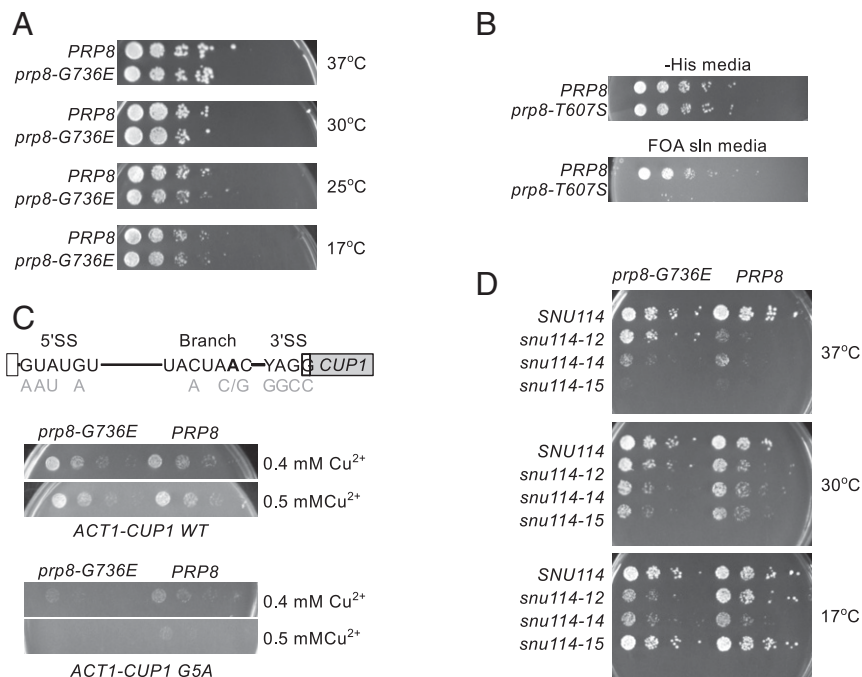 A
PRP8
prp8-G736E
37°C
PRP8
prp8-G736E
30°C
PRP8
prp8-G736E
25°C
PRP8
prp8-G736E
17°C
B
-His media
PRP8
prp8-T607S
FOA sln media
PRP8
prp8-T607S
C
5'SS Branch 3'SS
GUAUGU UACUAAC YAGG CUP1
AAU A A C/G GGCC
prp8-G736E PRP8
0.4 mM Cu²⁺
0.5 mMCu²⁺
ACT1-CUP1 WT
prp8-G736E PRP8
0.4 mM Cu²⁺
0.5 mMCu²⁺
ACT1-CUP1 G5A
D
prp8-G736E PRP8
SNU114
snu114-12
snu114-14
snu114-15
37°C
SNU114
snu114-12
snu114-14
snu114-15
30°C
SNU114
snu114-12
snu114-14
snu114-15
17°C